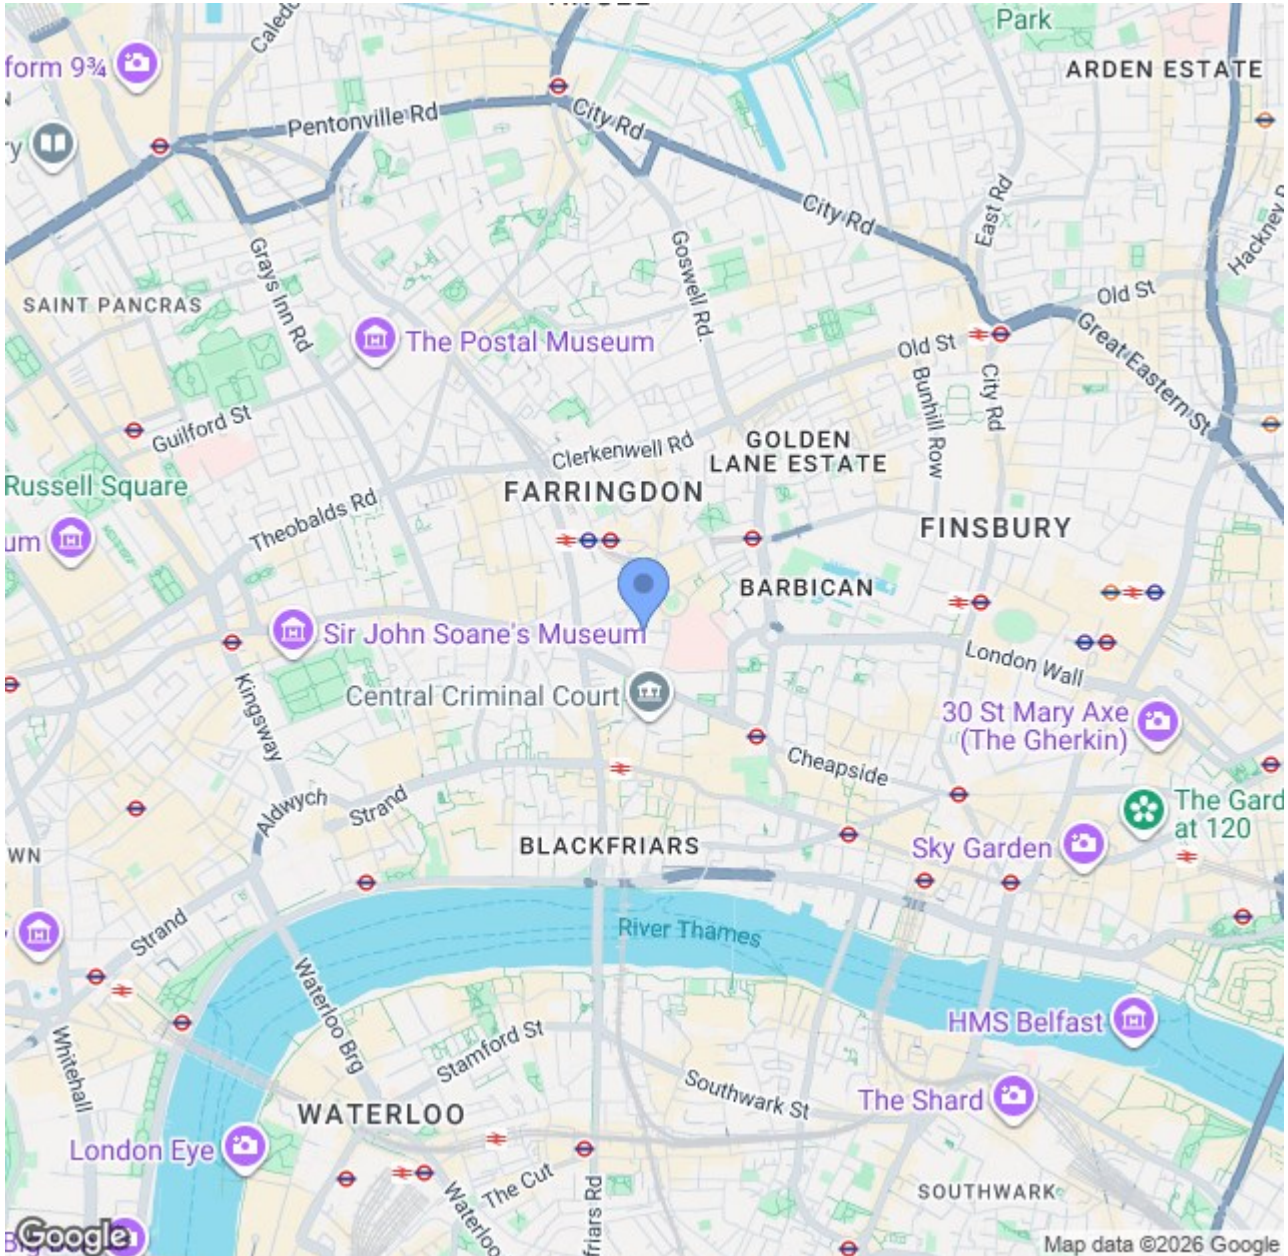 Park
Caledo
form 9¾
ARDEN ESTATE
Pentonville Rd
City Rd
City Rd
East Rd
Hackney
Grays Inn Rd
Goswell Rd.
SAINT PANCRAS
Old St
The Postal Museum
Great Eastern St
Old St
City Rd
Bunhill Row
Guilford St
Clerkenwell Rd
GOLDEN
LANE ESTATE
Russell Square
FARRINGDON
Theobalds Rd
FINSBURY
um
BARBICAN
Sir John Soane's Museum
London Wall
Central Criminal Court
Kingsway
30 St Mary Axe
(The Gherkin)
Cheapside
Aldwych
Strand
The Gard
at 120
BLACKFRIARS
Sky Garden
WN
Strand
River Thames
Waterloo Brg
HMS Belfast
Whitehall
Stamford St
Southwark St
The Shard
WATERLOO
London Eye
The Cut
SOUTHWARK
Waterloo
friars Rd
Google
Map data ©2026 Google